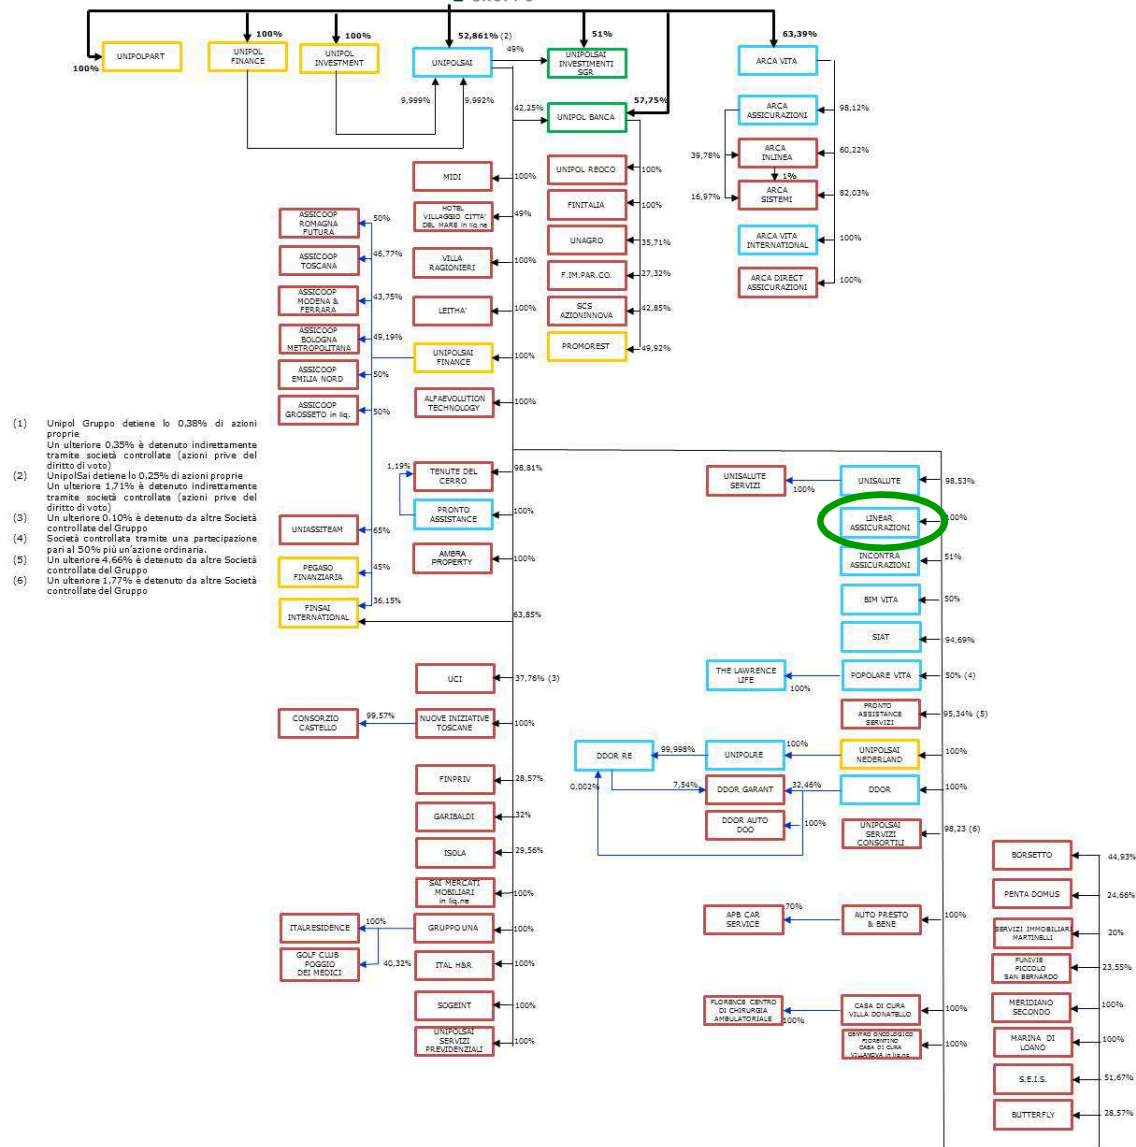 GRUPPO
100%
UNIPOLPART
100%
UNIPOL
FINANCE
100%
UNIPOL
INVESTMENT
52,861% (2)
UNIPOLSAI
49%
51%
UNIPOLSAI
INVESTIMENTI
SGR
63,39%
ARCA VITA
9,999%
9,992%
42,25%
57,75%
UNIPOL BANCA
ARCA
ASSICURAZIONI
98,12%
39,78%
ARCA
INLINEA
60,22%
1%
16,97%
ARCA
SISTEMI
82,03%
ARCA VITA
INTERNATIONAL
100%
ARCA DIRECT
ASSICURAZIONI
100%
UNIPOL REOCO
100%
FINITALIA
100%
UNAGRO
35,71%
F.IM.PAR.CO.
27,32%
SCS
AZIONINNOVA
42,85%
PROMOREST
49,92%
MIDI
100%
HOTEL
VILLAGGIO CITTA'
DEL MARE in liq.ne
49%
VILLA
RAGIONIERI
100%
LEITHA'
100%
UNIPOLSAI
FINANCE
100%
ALFAEVOLUTION
TECHNOLOGY
100%
ASSICOOP
ROMAGNA
FUTURA
50%
ASSICOOP
TOSCANA
46,77%
ASSICOOP
MODENA &
FERRARA
43,75%
ASSICOOP
BOLOGNA
METROPOLITANA
49,19%
ASSICOOP
EMILIA NORD
50%
ASSICOOP
GROSSETO in liq.
50%
(1) Unipol Gruppo detiene lo 0,38% di azioni
proprie
Un ulteriore 0,35% è detenuto indirettamente
tramite società controllate (azioni prive del
diritto di voto)
(2) UnipolSai detiene lo 0,25% di azioni proprie
Un ulteriore 1,71% è detenuto indirettamente
tramite società controllate (azioni prive del
diritto di voto)
(3) Un ulteriore 0,10% è detenuto da altre Società
controllate del Gruppo
(4) Società controllata tramite una partecipazione
pari al 50% più un'azione ordinaria.
(5) Un ulteriore 4,66% è detenuto da altre Società
controllate del Gruppo
(6) Un ulteriore 1,77% è detenuto da altre Società
controllate del Gruppo
1,19%
TENUTE DEL
CERRO
98,81%
PRONTO
ASSISTANCE
100%
AMBRA
PROPERTY
100%
UNIASSITEAM
65%
PEGASO
FINANZIARIA
45%
FINSAI
INTERNATIONAL
36,15%
63,85%
UCI
37,76% (3)
CONSORZIO
CASTELLO
99,57%
NUOVE INIZIATIVE
TOSCANE
100%
FINPRIV
28,57%
GARIBALDI
32%
ISOLA
29,56%
SAI MERCATI
MOBILIARI
in liq.ne
100%
ITALRESIDENCE
100%
GRUPPO UNA
100%
GOLF CLUB
POGGIO
DEI MEDICI
40,32%
ITAL H&R
100%
SOGEINT
100%
UNIPOLSAI
SERVIZI
PREVIDENZIALI
100%
UNISALUTE
SERVIZI
100%
UNISALUTE
98,53%
LINEAR
ASSICURAZIONI
100%
INCONTRA
ASSICURAZIONI
51%
BIM VITA
50%
SIAT
94,69%
THE LAWRENCE
LIFE
100%
POPOLARE VITA
50% (4)
PRONTO
ASSISTANCE
SERVIZI
95,34% (5)
DDOR RE
99,998%
UNIPOLRE
100%
UNIPOLSAI
NEDERLAND
100%
0,002%
7,54%
DDOR GARANT
32,46%
DDOR
100%
DDOR AUTO
DOO
100%
UNIPOLSAI
SERVIZI
CONSORTILI
98,23 (6)
APB CAR
SERVICE
70%
AUTO PRESTO
& BENE
100%
FLORENCE CENTRO
DI CHIRURGIA
AMBULATORIALE
100%
CASA DI CURA
VILLA DONATELLO
100%
CENTRO ONCOLOGICO
FIORENTINO
CASA DI CURA
VILLANOVA in liq.ne
100%
BORSETTO
44,93%
PENTA DOMUS
24,66%
SERVIZI IMMOBILIARI
MARTINELLI
20%
FUNIVIE
PICCOLO
SAN BERNARDO
23,55%
MERIDIANO
SECONDO
100%
MARINA DI
LOANO
100%
S.E.I.S.
51,67%
BUTTERFLY
28,57%